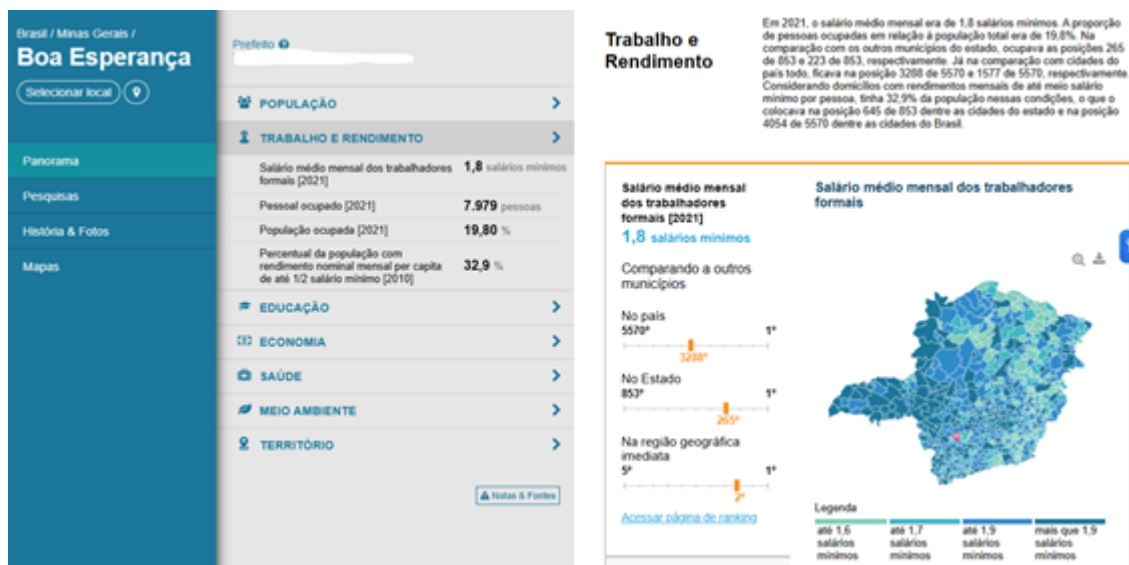 Brasil / Minas Gerais /
Boa Esperança
Selecionar local
Panorama
Pesquisas
História & Fotos
Mapas
Prefeito
POPULAÇÃO
TRABALHO E RENDIMENTO
Salário médio mensal dos trabalhadores
formais [2021]
1,8 salários mínimos
Pessoal ocupado [2021]
7.979 pessoas
População ocupada [2021]
19,80 %
Percentual da população com
rendimento nominal mensal per capita
de até 1/2 salário mínimo [2010]
32,9 %
EDUCAÇÃO
ECONOMIA
SAÚDE
MEIO AMBIENTE
TERRITÓRIO
Notas & Fontes
Trabalho e
Rendimento
Em 2021, o salário médio mensal era de 1,8 salários mínimos. A proporção
de pessoas ocupadas em relação à população total era de 19,8%. Na
comparação com os outros municípios do estado, ocupava as posições 265
de 853 e 223 de 853, respectivamente. Já na comparação com cidades do
país todo, ficava na posição 3288 de 5570 e 1577 de 5570, respectivamente.
Considerando domicílios com rendimentos mensais de até meio salário
mínimo por pessoa, tinha 32,9% da população nessas condições, o que o
colocava na posição 645 de 853 dentre as cidades do estado e na posição
4054 de 5570 dentre as cidades do Brasil.
Salário médio mensal
dos trabalhadores
formais [2021]
1,8 salários mínimos
Comparando a outros
municípios
No país
5570º 1º
3288º
No Estado
853º 1º
265º
Na região geográfica
imediata
5º 1º
2º
Acessar página de ranking
Salário médio mensal dos trabalhadores
formais
Legenda
até 1,6
salários
mínimos
até 1,7
salários
mínimos
até 1,9
salários
mínimos
mais que 1,9
salários
mínimos